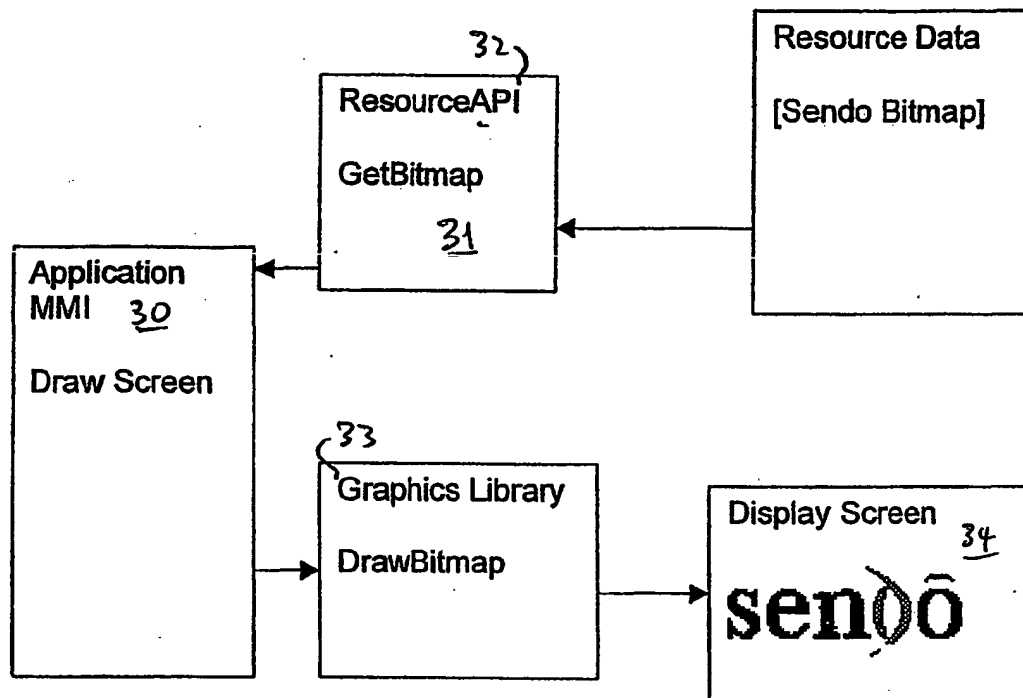 32
Resource Data
[Sendo Bitmap]
ResourceAPI
GetBitmap
31
Application
MMI 30
Draw Screen
33
Graphics Library
DrawBitmap
Display Screen
34
sendô